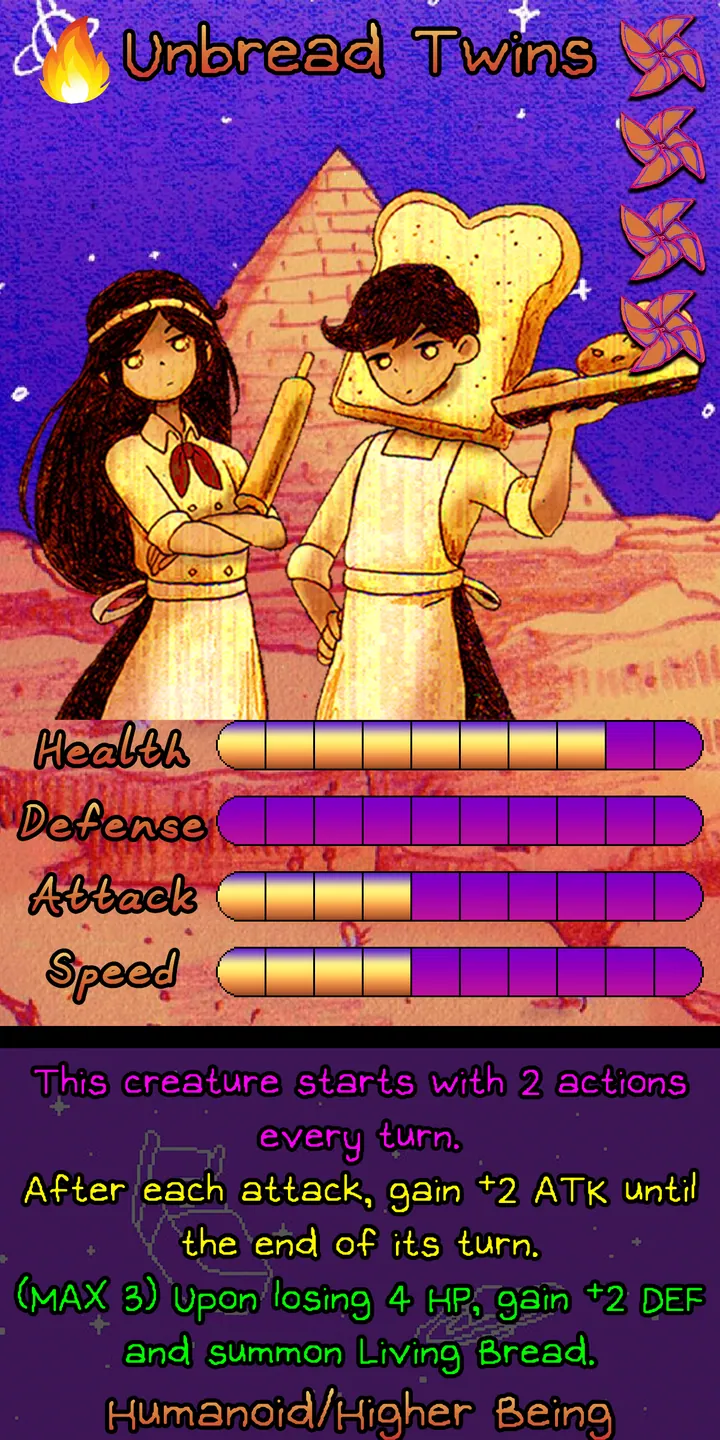 Unbread Twins
Health
Defense
Attack
Speed
This creature starts with 2 actions
every turn.
After each attack, gain +2 ATK until
the end of its turn.
(MAX 3) Upon losing 4 HP, gain +2 DEF
and summon Living Bread.
Humanoid/Higher Being